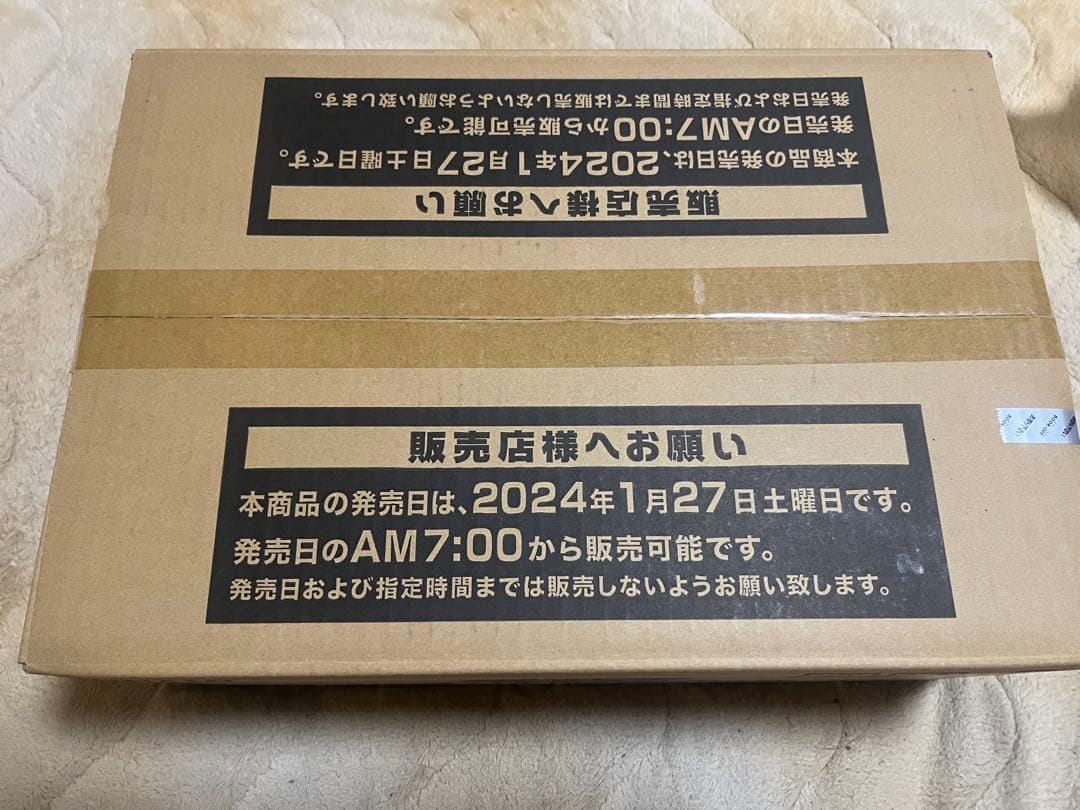 販売店様へお願い
本商品の発売日は、2024年1月27日土曜日です。
発売日のAM7:00から販売可能です。
発売日および指定時間までは販売しないようお願い致します。
販売店様へお願い
本商品の発売日は、2024年1月27日土曜日です。
発売日のAM7:00から販売可能です。
発売日および指定時間までは販売しないようお願い致します。